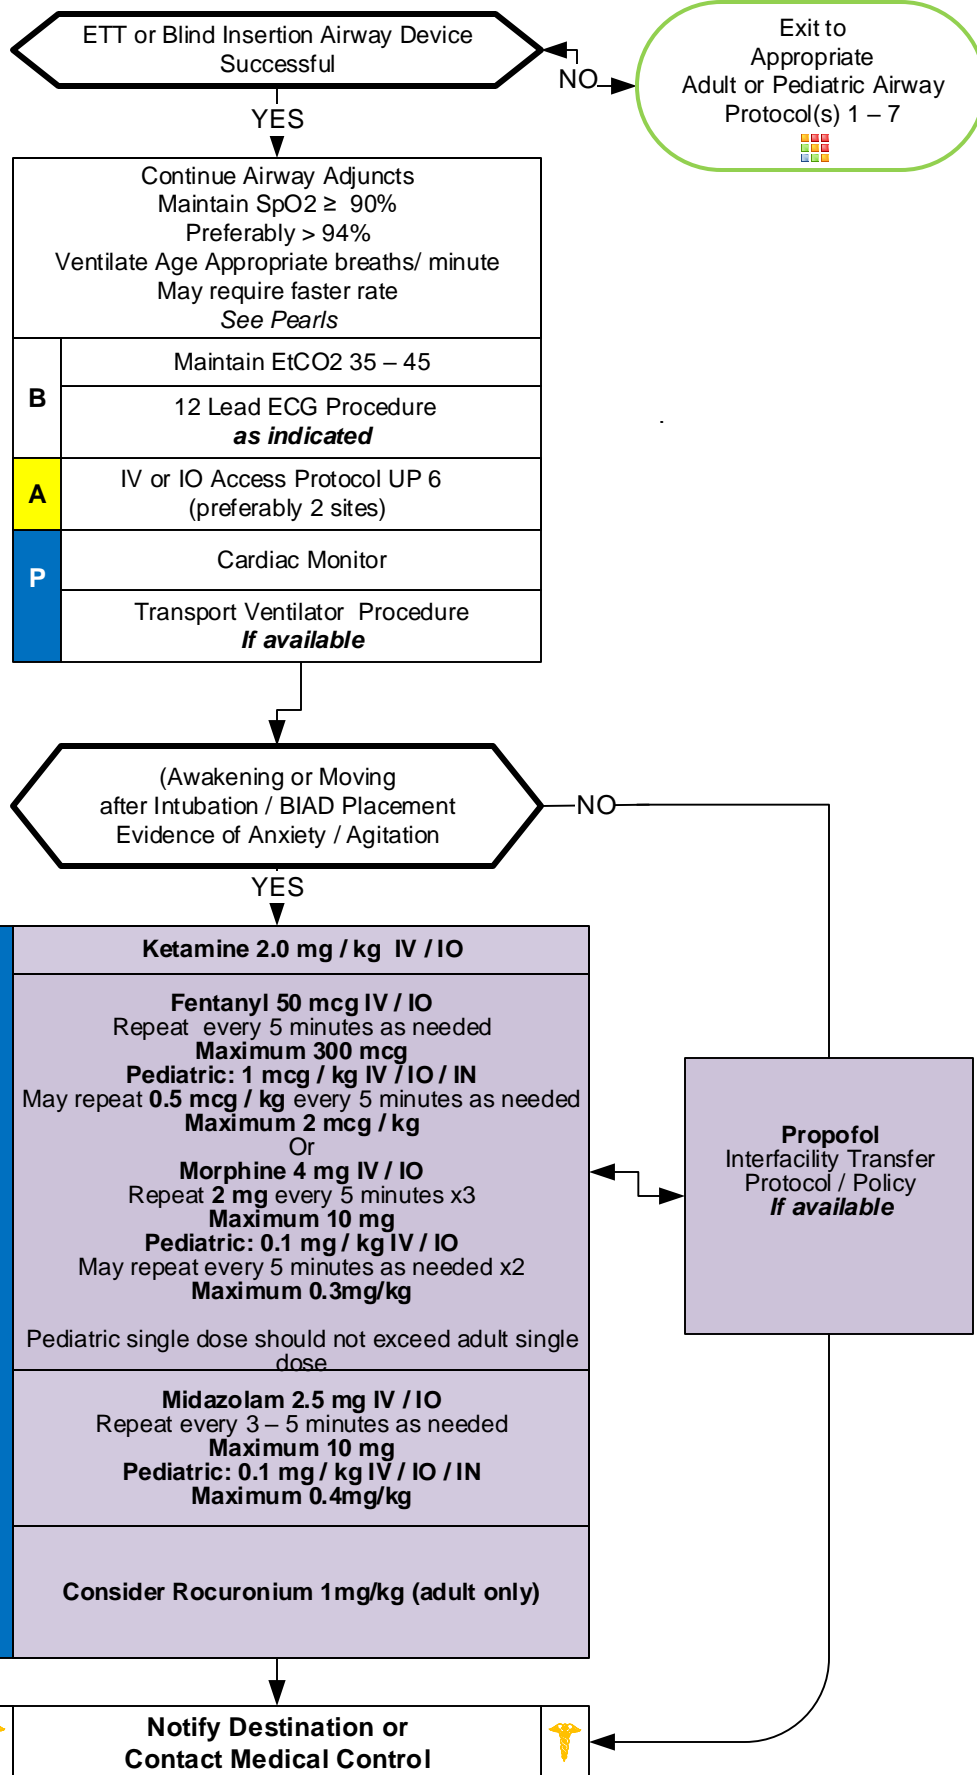 ETT or Blind Insertion Airway Device
Successful
NO
Exit to
Appropriate
Adult or Pediatric Airway
Protocol(s) 1 – 7
YES
Continue Airway Adjuncts
Maintain SpO2 ≥ 90%
Preferably > 94%
Ventilate Age Appropriate breaths/ minute
May require faster rate
See Pearls
B
Maintain EtCO2 35 – 45
12 Lead ECG Procedure
as indicated
A
IV or IO Access Protocol UP 6
(preferably 2 sites)
P
Cardiac Monitor
Transport Ventilator Procedure
If available
(Awakening or Moving
after Intubation / BIAD Placement
Evidence of Anxiety / Agitation
NO
YES
Ketamine 2.0 mg / kg IV / IO
Fentanyl 50 mcg IV / IO
Repeat every 5 minutes as needed
Maximum 300 mcg
Pediatric: 1 mcg / kg IV / IO / IN
May repeat 0.5 mcg / kg every 5 minutes as needed
Maximum 2 mcg / kg
Or
Morphine 4 mg IV / IO
Repeat 2 mg every 5 minutes x3
Maximum 10 mg
Pediatric: 0.1 mg / kg IV / IO
May repeat every 5 minutes as needed x2
Maximum 0.3mg/kg
Pediatric single dose should not exceed adult single
dose
Propofol
Interfacility Transfer
Protocol / Policy
If available
Midazolam 2.5 mg IV / IO
Repeat every 3 – 5 minutes as needed
Maximum 10 mg
Pediatric: 0.1 mg / kg IV / IO / IN
Maximum 0.4mg/kg
Consider Rocuronium 1mg/kg (adult only)
Notify Destination or
Contact Medical Control